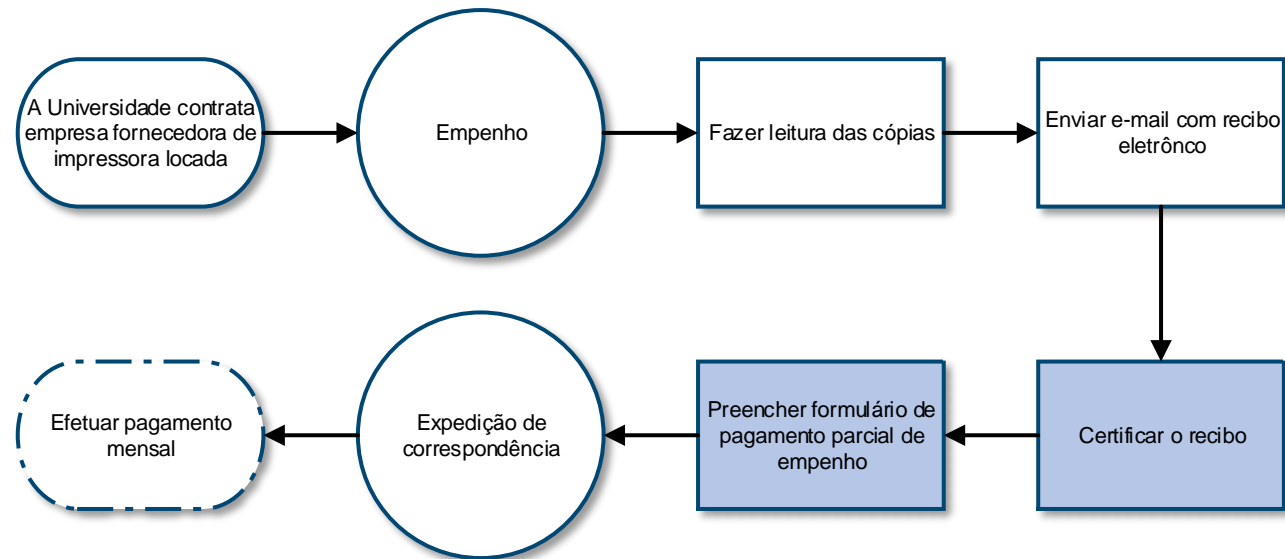 A Universidade contrata
empresa fornecedora de
impressora locada
Empenho
Fazer leitura das cópias
Enviar e-mail com recibo
eletrônco
Certificar o recibo
Preencher formulário de
pagamento parcial de
empenho
Expedição de
correspondência
Efetuar pagamento
mensal